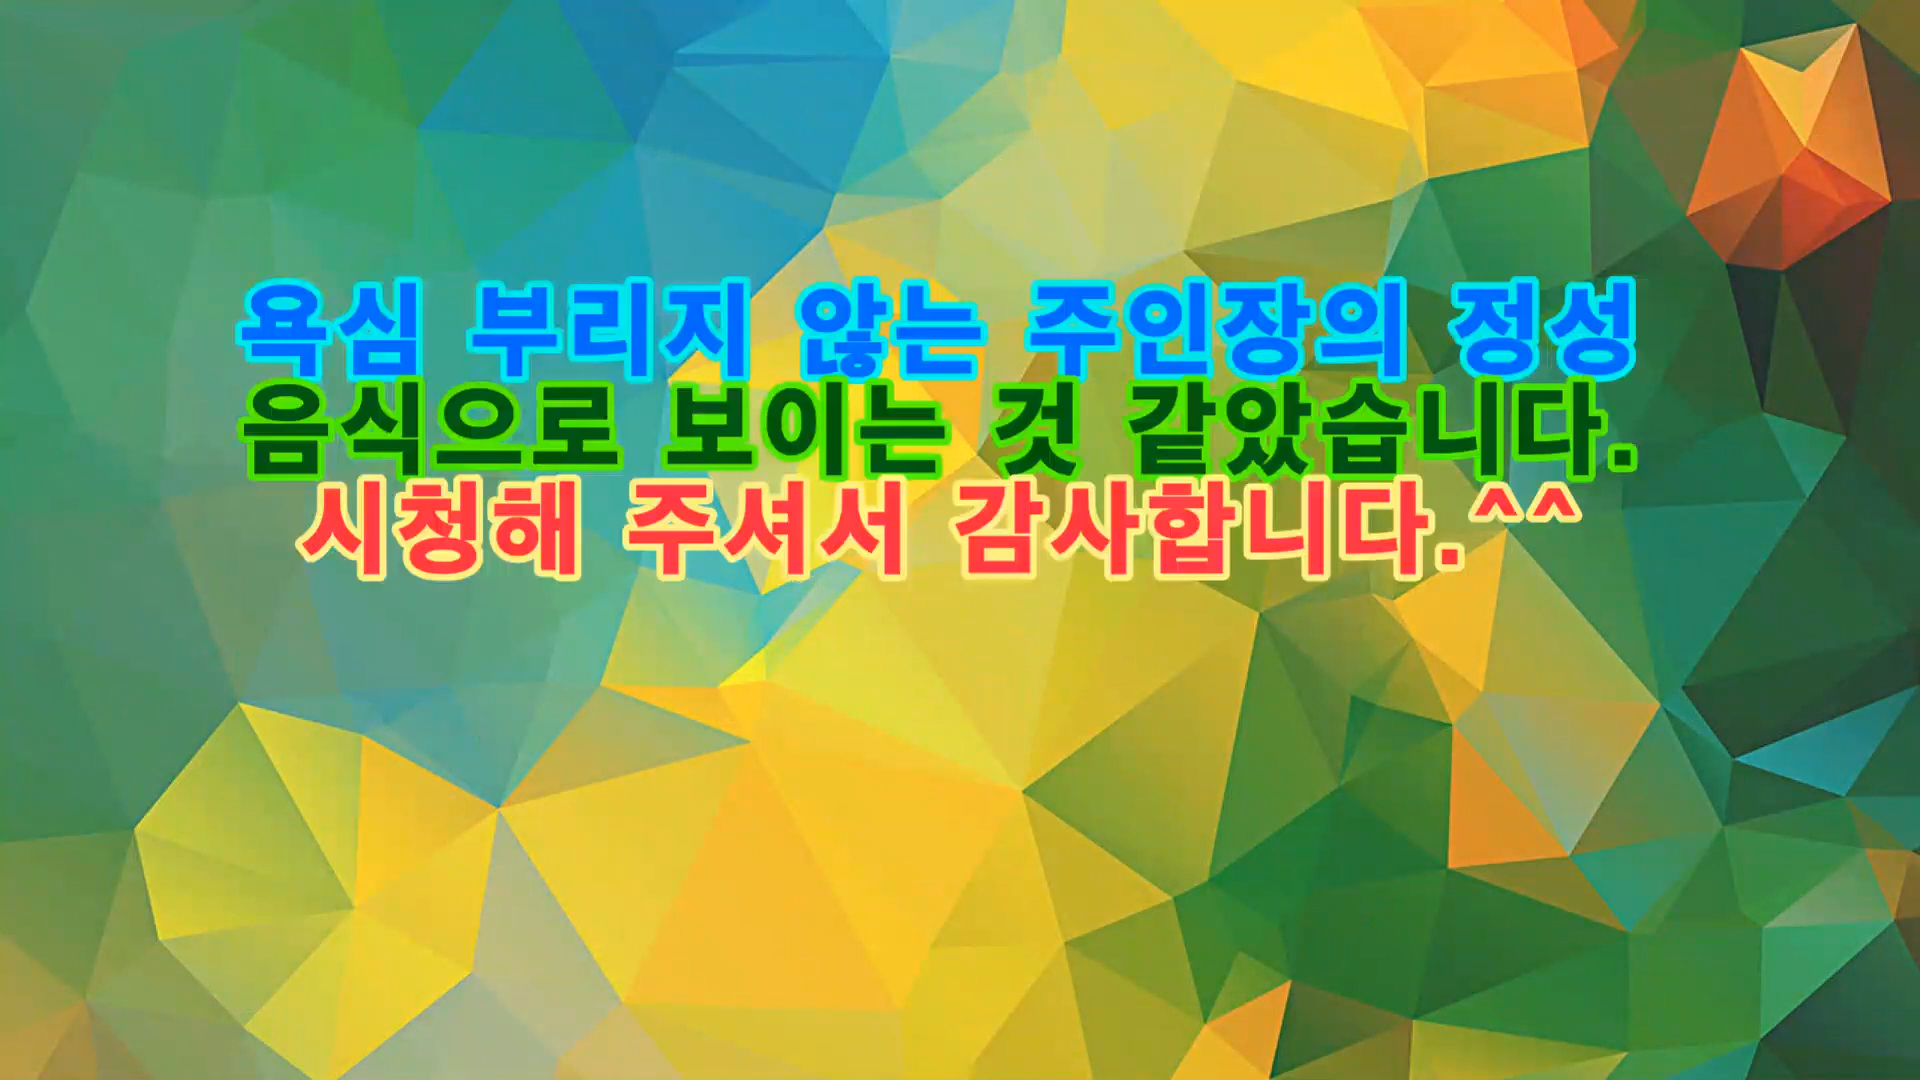 욕심 부리지 않는 주인장의 정성
음식으로 보이는 것 같았습니다.
시청해 주셔서 감사합니다.^^